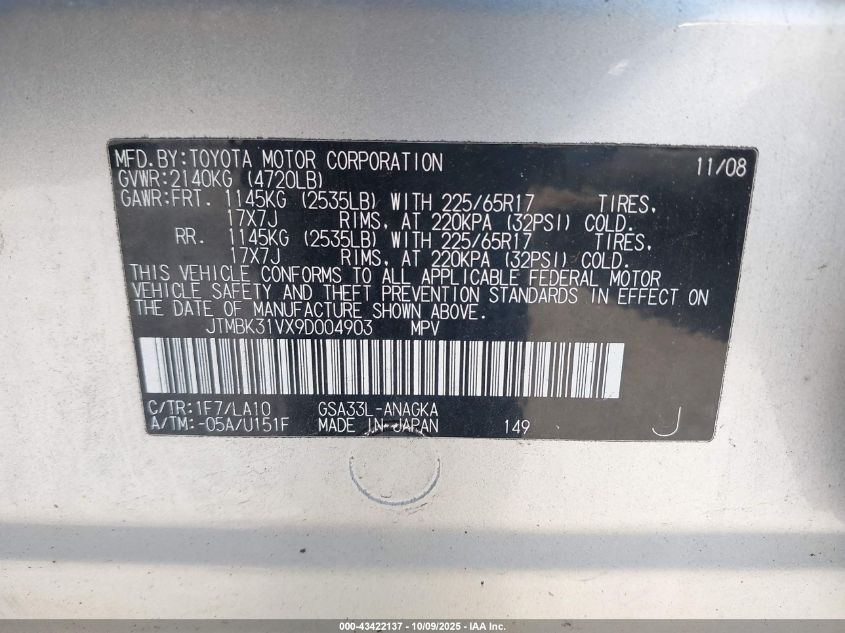 MFD.BY:TOYOTA MOTOR CORPORATION 11/08
GVWR:2140KG (4720LB)
GAWR:FRT. 1145KG (2535LB) WITH 225/65R17 TIRES,
17X7J RIMS, AT 220KPA (32PSI) COLD.
RR. 1145KG (2535LB) WITH 225/65R17 TIRES,
17X7J RIMS, AT 220KPA (32PSI) COLD.
THIS VEHICLE CONFORMS TO ALL APPLICABLE FEDERAL MOTOR
VEHICLE SAFETY AND THEFT PREVENTION STANDARDS IN EFFECT ON
THE DATE OF MANUFACTURE SHOWN ABOVE.
JTMBK31VX9D004903 MPV
C/TR:1F7/LA10 GSA33L-ANAGKA
A/TM:-05A/U151F MADE IN JAPAN 149 J
000-43422137 - 10/09/2025 - IAA Inc.